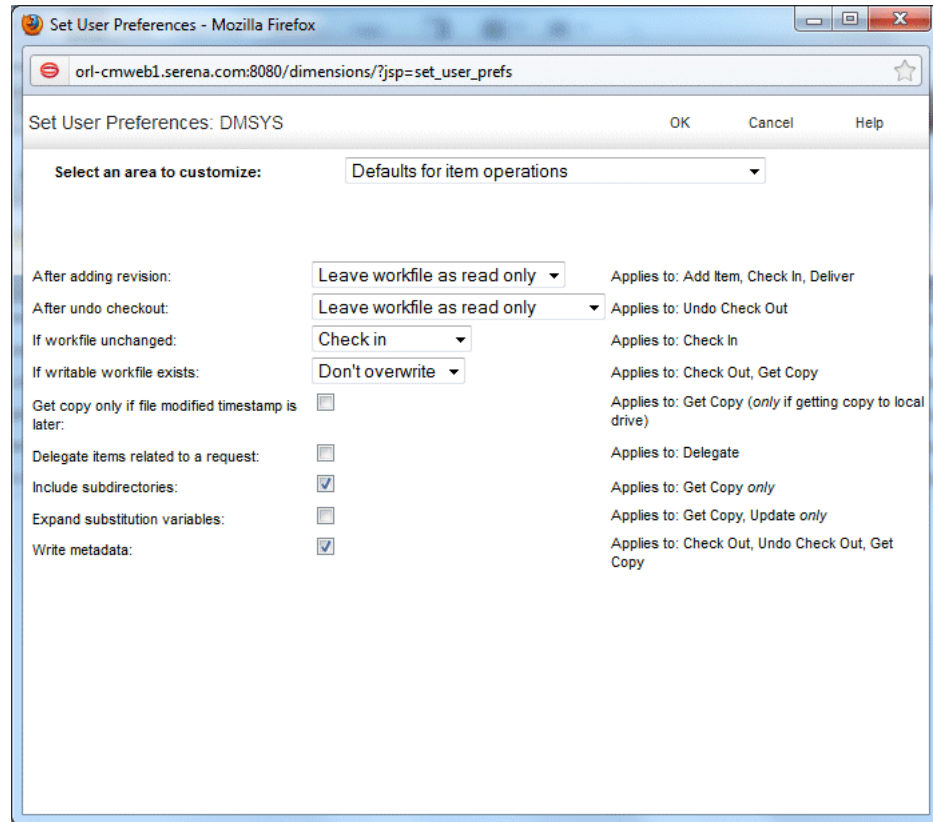 Set User Preferences - Mozilla Firefox
orl-cmweb1.serena.com:8080/dimensions/?jsp=set_user_prefs
Set User Preferences: DMSYS OK Cancel Help
Select an area to customize: Defaults for item operations
After adding revision: Leave workfile as read only Applies to: Add Item, Check In, Deliver
After undo checkout: Leave workfile as read only Applies to: Undo Check Out
If workfile unchanged: Check in Applies to: Check In
If writable workfile exists: Don't overwrite Applies to: Check Out, Get Copy
Get copy only if file modified timestamp is Applies to: Get Copy (only if getting copy to local
later: drive)
Delegate items related to a request: Applies to: Delegate
Include subdirectories: Applies to: Get Copy only
Expand substitution variables: Applies to: Get Copy, Update only
Write metadata: Applies to: Check Out, Undo Check Out, Get
Copy